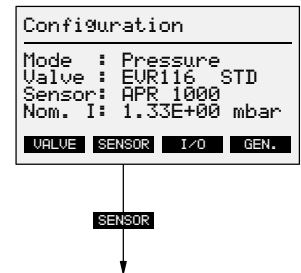 Configuration
Mode : Pressure
Valve : EVR116 STD
Sensor: APR 1000
Nom. I: 1.33E+00 mbar
VALVE SENSOR I/O GEN.
SENSOR